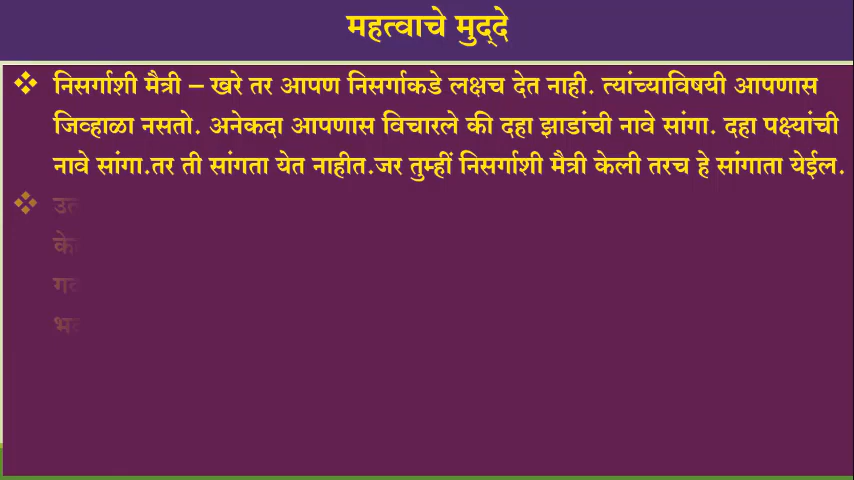 महत्वाचे मुद्दे
❖ निसर्गाशी मैत्री – खरे तर आपण निसर्गाकडे लक्षच देत नाही. त्यांच्याविषयी आपणास
जिव्हाळा नसतो. अनेकदा आपणास विचारले की दहा झाडांची नावे सांगा. दहा पक्ष्यांची
नावे सांगा.तर ती सांगता येत नाहीत.जर तुम्हीं निसर्गाशी मैत्री केली तरच हे सांगाता येईल.